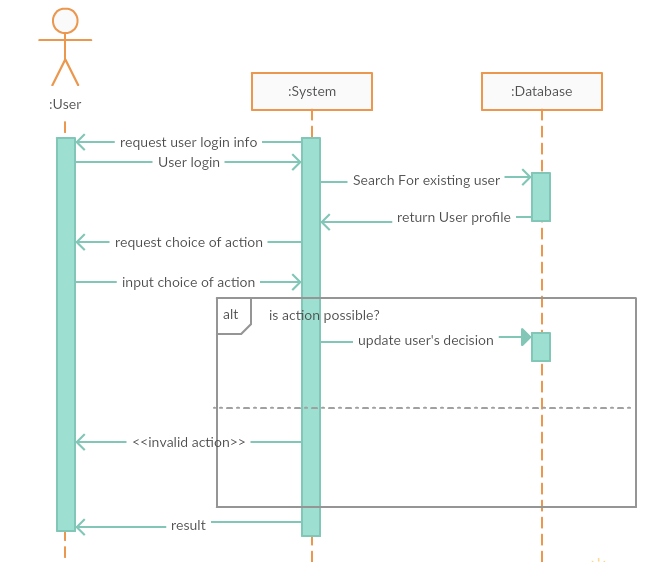 :User
:System
:Database
request user login info
User login
Search For existing user
return User profile
request choice of action
input choice of action
alt
is action possible?
update user's decision
<<invalid action>>
result